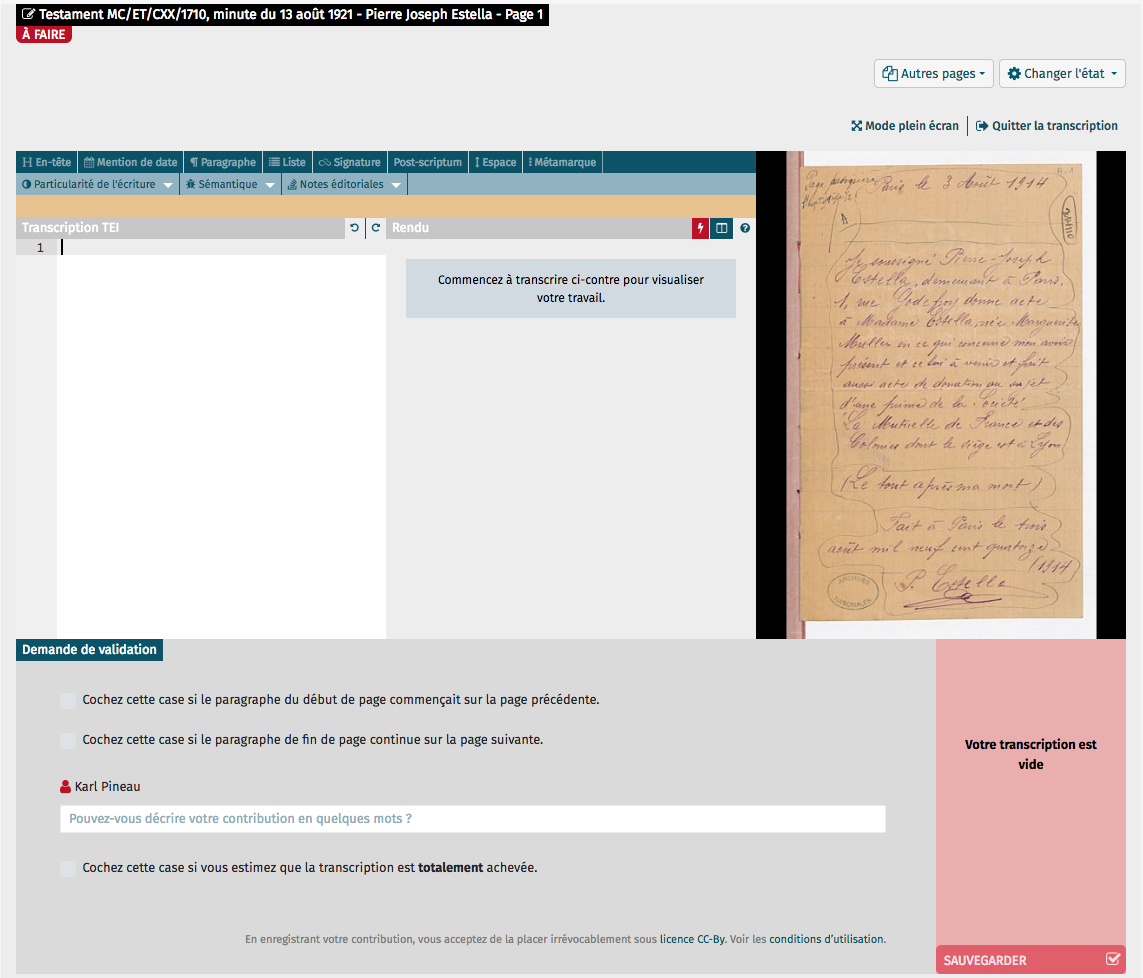 Testament MC/ET/CXX/1710, minute du 13 août 1921 - Pierre Joseph Estella - Page 1
À FAIRE
Autres pages
Changer l'état
Mode plein écran
Quitter la transcription
En-tête
Mention de date
Paragraphe
Liste
Signature
Post-scriptum
Espace
Métamarque
Particularité de l'écriture
Sémantique
Notes éditoriales
Transcription TEI
Rendu
1
Commencez à transcrire ci-contre pour visualiser
votre travail.
Paris le 3 Août 1914
A
Je soussigné Pierre-Joseph
Estella, demeurant à Paris,
1, rue Godefroy donne acte
à Madame Estella, née Marguerite
Muller en ce qui concerne mon avoir
présent et celui à venir et fait
aussi acte de donation au sujet
d'une prime de la Société
La Mutuelle de France et des
Colonies dont le siège est à Lyon
(Le tout après ma mort)
Fait à Paris le trois
août mil neuf cent quatorze
(1914)
P. Estella
ARCHIVES
NATIONALES
Demande de validation
Cochez cette case si le paragraphe du début de page commençait sur la page précédente.
Cochez cette case si le paragraphe de fin de page continue sur la page suivante.
Karl Pineau
Pouvez-vous décrire votre contribution en quelques mots ?
Cochez cette case si vous estimez que la transcription est totalement achevée.
Votre transcription est
vide
En enregistrant votre contribution, vous acceptez de la placer irrévocablement sous licence CC-By. Voir les conditions d'utilisation.
SAUVEGARDER